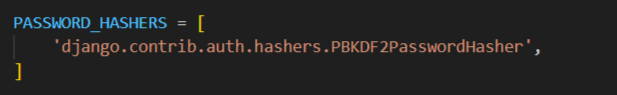 PASSWORD_HASHERS = [
    'django.contrib.auth.hashers.PBKDF2PasswordHasher',
]